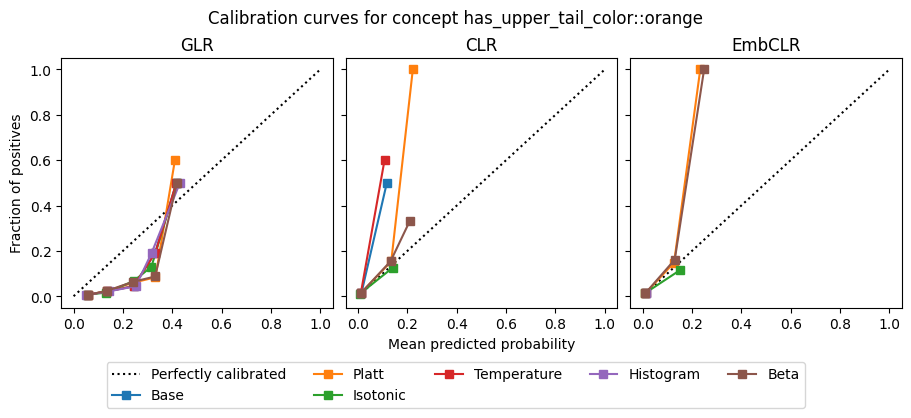 Calibration curves for concept has_upper_tail_color::orange
GLR
CLR
EmbCLR
Fraction of positives
1.0
0.8
0.6
0.4
0.2
0.0
0.0 0.2 0.4 0.6 0.8 1.0
0.0 0.2 0.4 0.6 0.8 1.0
0.0 0.2 0.4 0.6 0.8 1.0
Mean predicted probability
Perfectly calibrated
Base
Platt
Isotonic
Temperature
Histogram
Beta